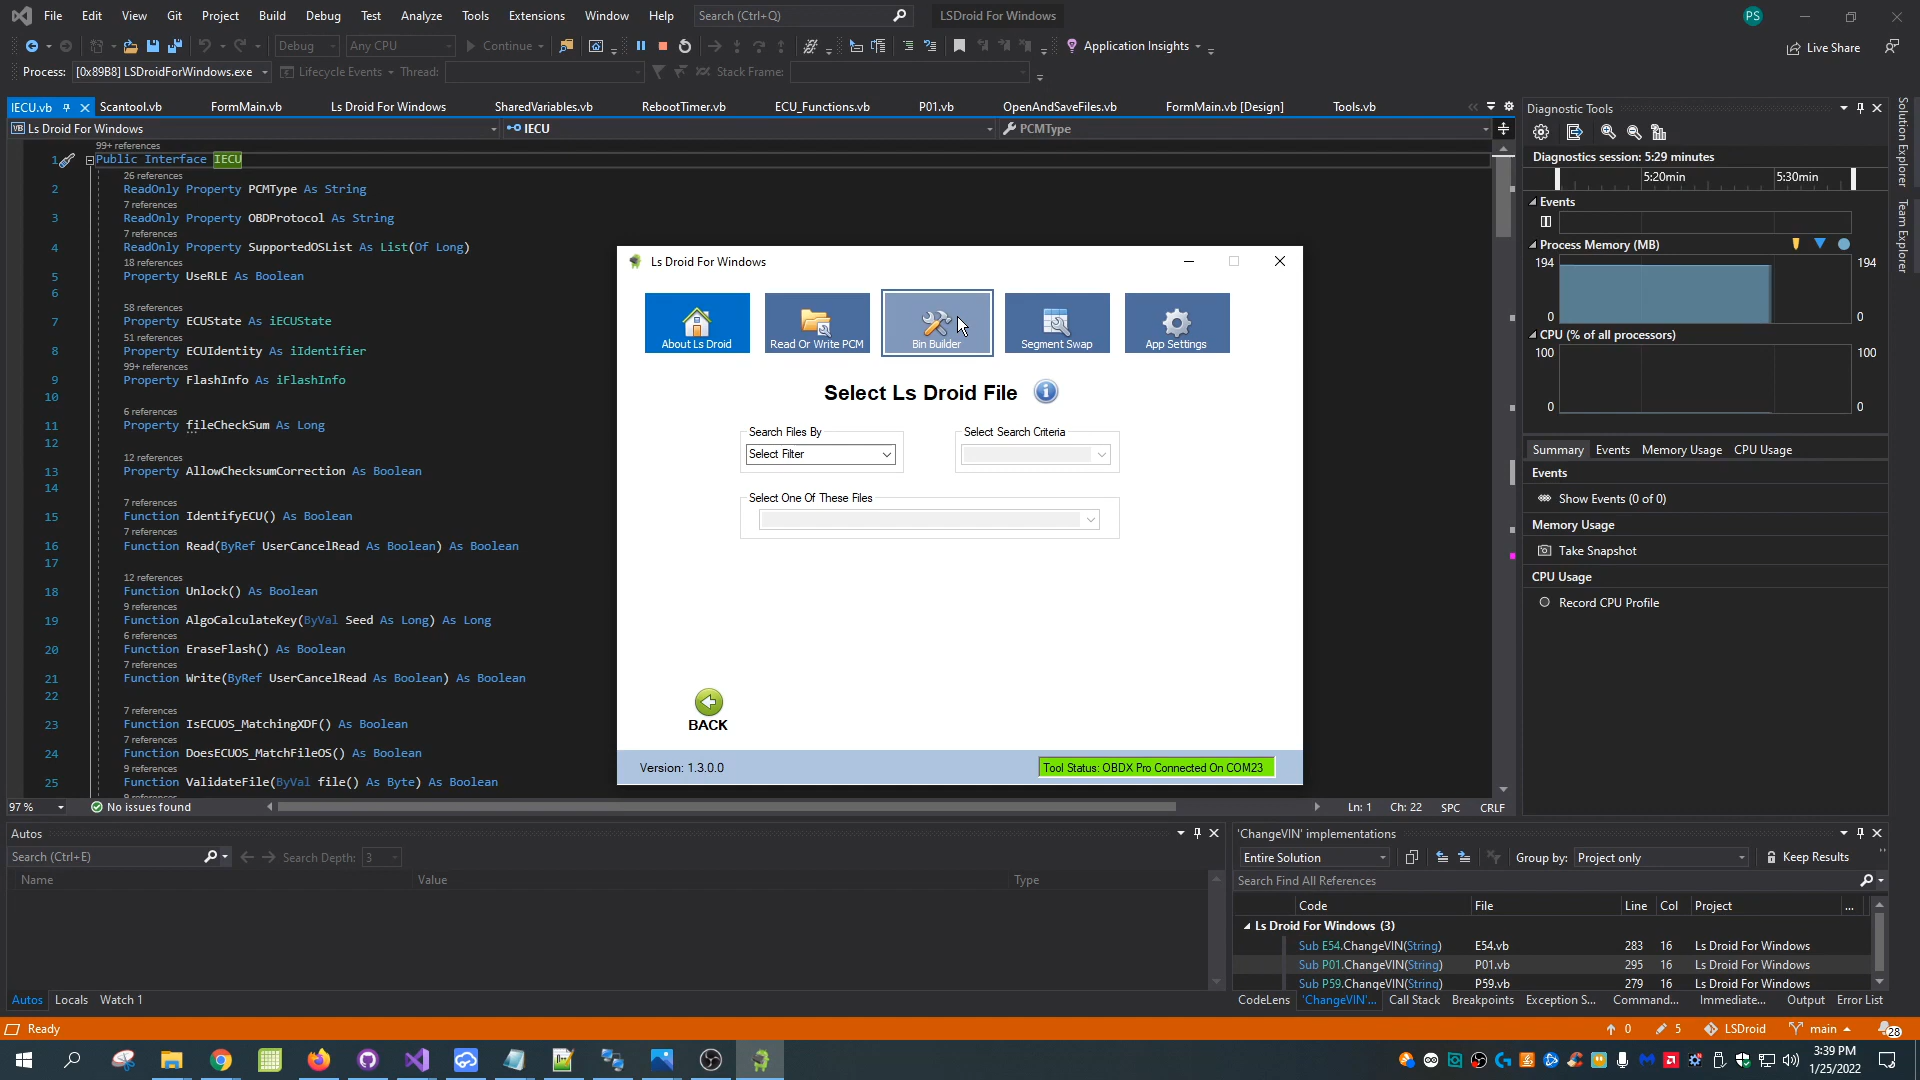 File Edit View Git Project Build Debug Test Analyze Tools Extensions Window Help Search (Ctrl+Q) LSDroid For Windows PS
Debug Any CPU Continue Application Insights Live Share
Process: [0x89B8] LSDroidForWindows.exe Lifecycle Events Thread: Stack Frame:
IECU.vb Scantool.vb FormMain.vb Ls Droid For Windows SharedVariables.vb RebootTimer.vb ECU_Functions.vb P01.vb OpenAndSaveFiles.vb FormMain.vb [Design] Tools.vb
Ls Droid For Windows IECU PCMType
99+ references
1 Public Interface IECU
26 references
2 ReadOnly Property PCMType As String
7 references
3 ReadOnly Property OBDProtocol As String
7 references
4 ReadOnly Property SupportedOSList As List(Of Long)
18 references
5 Property UseRLE As Boolean
6
58 references
7 Property ECUState As iECUState
51 references
8 Property ECUIdentity As iIdentifier
99+ references
9 Property FlashInfo As iFlashInfo
10
6 references
11 Property fileCheckSum As Long
12
12 references
13 Property AllowChecksumCorrection As Boolean
14
7 references
15 Function IdentifyECU() As Boolean
7 references
16 Function Read(ByRef UserCancelRead As Boolean) As Boolean
17
12 references
18 Function Unlock() As Boolean
9 references
19 Function AlgoCalculateKey(ByVal Seed As Long) As Long
6 references
20 Function EraseFlash() As Boolean
7 references
21 Function Write(ByRef UserCancelRead As Boolean) As Boolean
22
7 references
23 Function IsECUOS_MatchingXDF() As Boolean
7 references
24 Function DoesECUOS_MatchFileOS() As Boolean
9 references
25 Function ValidateFile(ByVal file() As Byte) As Boolean
97 % No issues found Ln: 1 Ch: 22 SPC CRLF
Ls Droid For Windows
About Ls Droid Read Or Write PCM Bin Builder Segment Swap App Settings
Select Ls Droid File
Search Files By Select Search Criteria
Select Filter
Select One Of These Files
BACK
Version: 1.3.0.0 Tool Status: OBDX Pro Connected On COM23
Diagnostic Tools
Diagnostics session: 5:29 minutes
5:20min 5:30min
Events
Process Memory (MB)
194 194
0 0
CPU (% of all processors)
100 100
0 0
Summary Events Memory Usage CPU Usage
Events
Show Events (0 of 0)
Memory Usage
Take Snapshot
CPU Usage
Record CPU Profile
Solution Explorer
Team Explorer
Autos
Search (Ctrl+E) Search Depth: 3
Name Value Type
Autos Locals Watch 1
'ChangeVIN' implementations
Entire Solution Group by: Project only Keep Results
Search Find All References
Code File Line Col Project ...
Ls Droid For Windows (3)
Sub E54.ChangeVIN(String) E54.vb 283 16 Ls Droid For Windows
Sub P01.ChangeVIN(String) P01.vb 295 16 Ls Droid For Windows
Sub P59.ChangeVIN(String) P59.vb 279 16 Ls Droid For Windows
CodeLens 'ChangeVIN'... Call Stack Breakpoints Exception S... Command... Immediate... Output Error List
Ready 0 5 LSDroid main 28
3:39 PM
1/25/2022